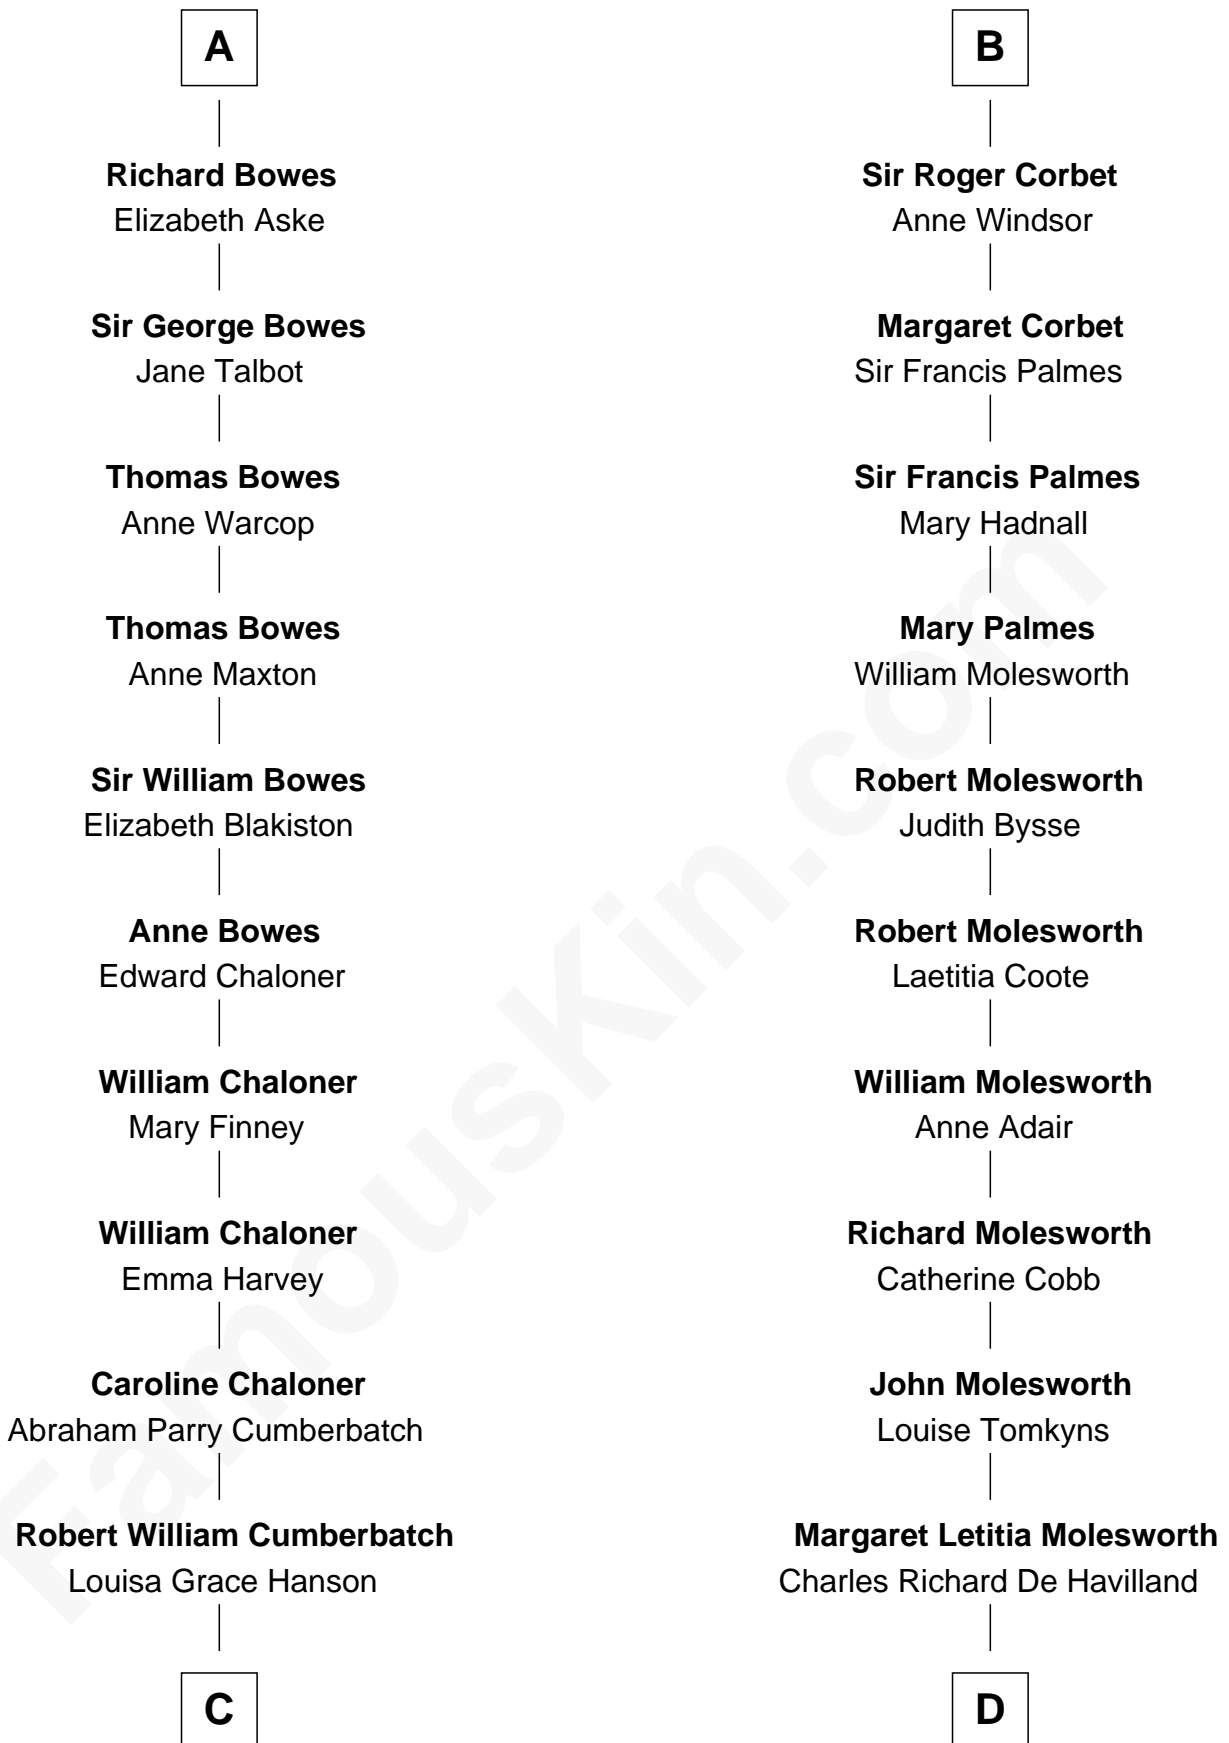 A
Richard Bowes
Elizabeth Aske
Sir George Bowes
Jane Talbot
Thomas Bowes
Anne Warcop
Thomas Bowes
Anne Maxton
Sir William Bowes
Elizabeth Blakiston
Anne Bowes
Edward Chaloner
William Chaloner
Mary Finney
William Chaloner
Emma Harvey
Caroline Chaloner
Abraham Parry Cumberbatch
Robert William Cumberbatch
Louisa Grace Hanson
C
B
Sir Roger Corbet
Anne Windsor
Margaret Corbet
Sir Francis Palmes
Sir Francis Palmes
Mary Hadnall
Mary Palmes
William Molesworth
Robert Molesworth
Judith Bysse
Robert Molesworth
Laetitia Coote
William Molesworth
Anne Adair
Richard Molesworth
Catherine Cobb
John Molesworth
Louise Tomkyns
Margaret Letitia Molesworth
Charles Richard De Havilland
D
FamousKin.com